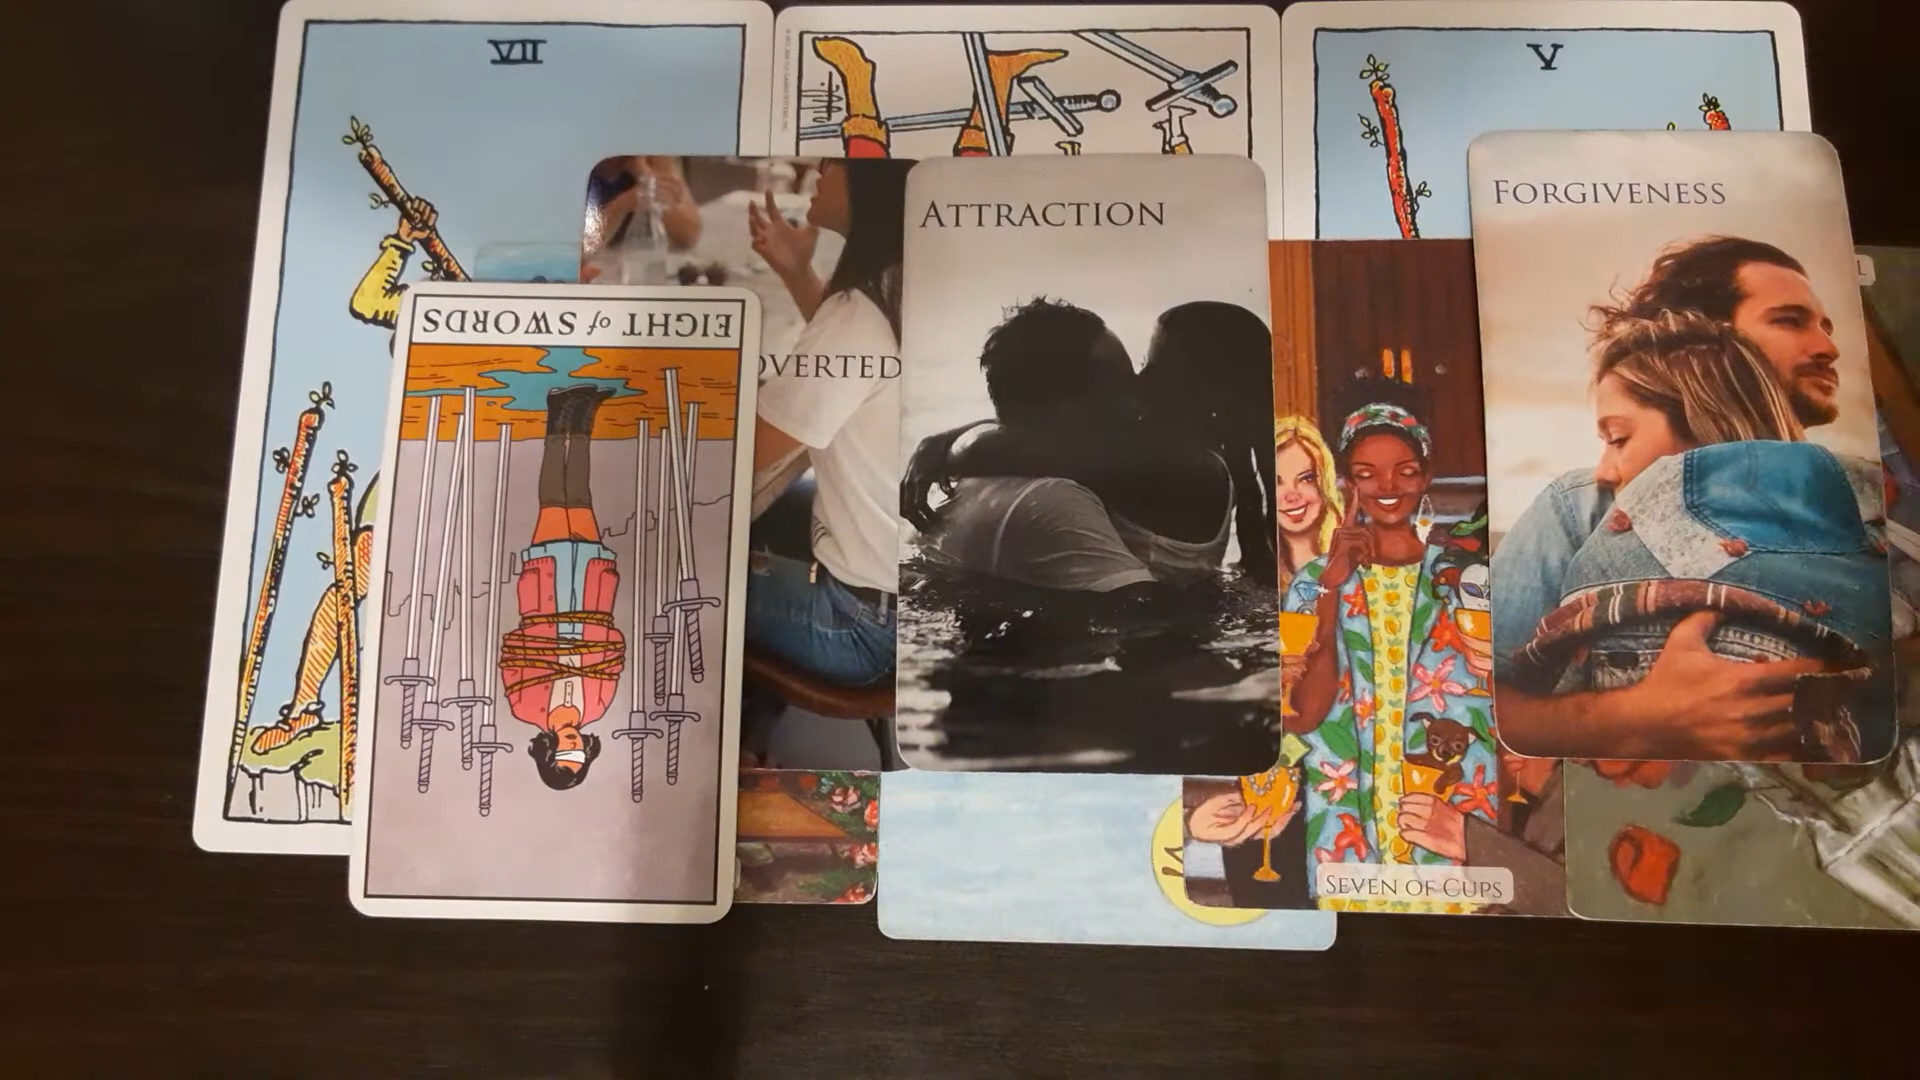 VII
V
FORGIVENESS
ATTRACTION
EIGHT of SWORDS
OVERTED
SEVEN OF CUPS